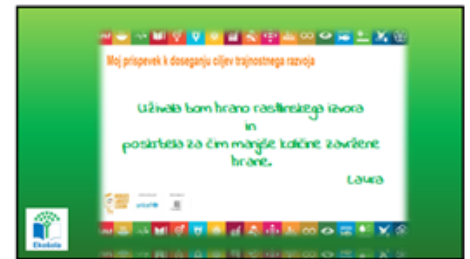 Moj prispevek k doseganju ciljev trajnostnega razvoja
Uživala bom hrano rastlinskega izvora
in
poskrbela za čim manjše količine zavržene
hrane.
Laura
unicef
Ekošola